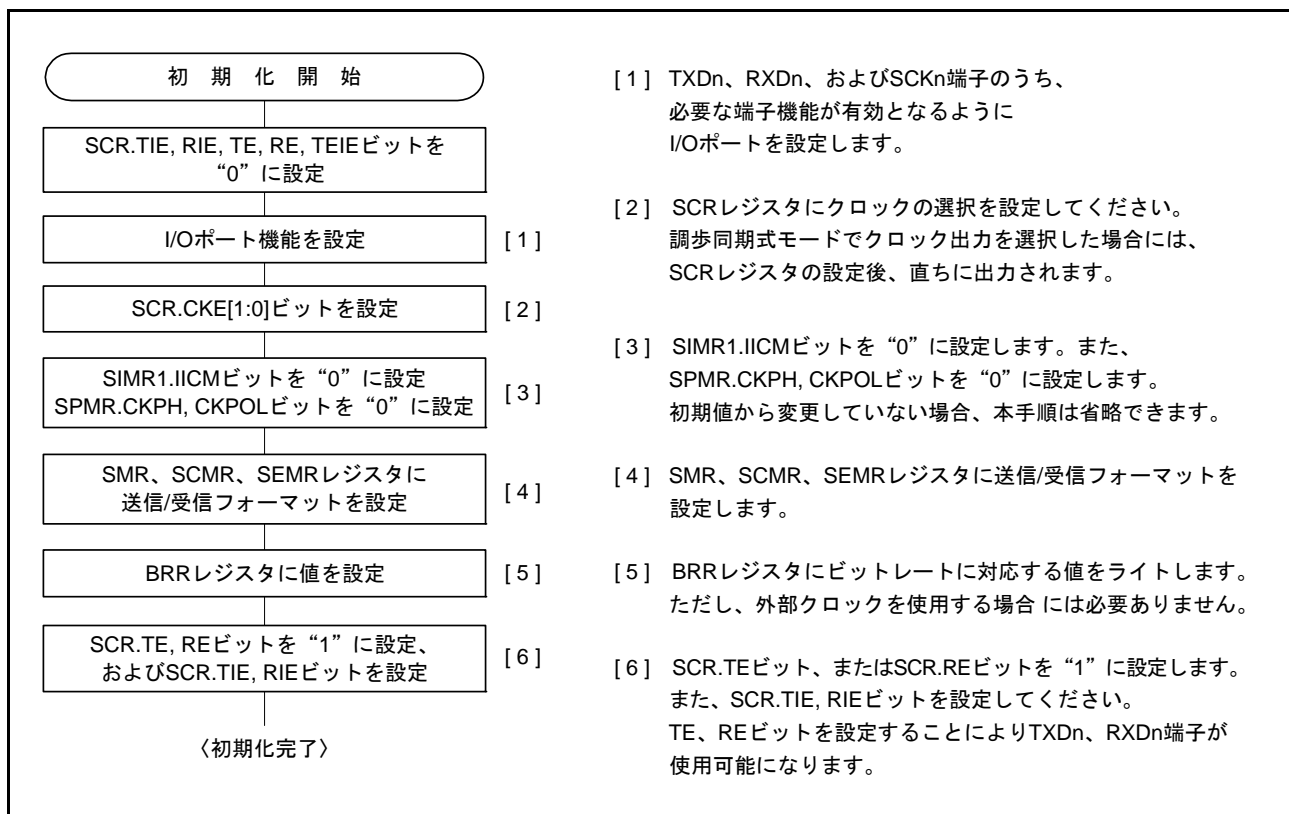 初 期 化 開 始
SCR.TIE, RIE, TE, RE, TEIEビットを
“0”に設定
I/Oポート機能を設定
[ 1 ]
SCR.CKE[1:0]ビットを設定
[ 2 ]
SIMR1.IICMビットを“0”に設定
SPMR.CKPH, CKPOLビットを“0”に設定
[ 3 ]
SMR、SCMR、SEMRレジスタに
送信/受信フォーマットを設定
[ 4 ]
BRRレジスタに値を設定
[ 5 ]
SCR.TE, REビットを“1”に設定、
およびSCR.TIE, RIEビットを設定
[ 6 ]
〈初期化完了〉
[ 1 ] TXDn、RXDn、およびSCKn端子のうち、
必要な端子機能が有効となるように
I/Oポートを設定します。
[ 2 ] SCRレジスタにクロックの選択を設定してください。
調歩同期式モードでクロック出力を選択した場合には、
SCRレジスタの設定後、直ちに出力されます。
[ 3 ] SIMR1.IICMビットを“0”に設定します。また、
SPMR.CKPH, CKPOLビットを“0”に設定します。
初期値から変更していない場合、本手順は省略できます。
[ 4 ] SMR、SCMR、SEMRレジスタに送信/受信フォーマットを
設定します。
[ 5 ] BRRレジスタにビットレートに対応する値をライトします。
ただし、外部クロックを使用する場合 には必要ありません。
[ 6 ] SCR.TEビット、またはSCR.REビットを“1”に設定します。
また、SCR.TIE, RIEビットを設定してください。
TE、REビットを設定することによりTXDn、RXDn端子が
使用可能になります。